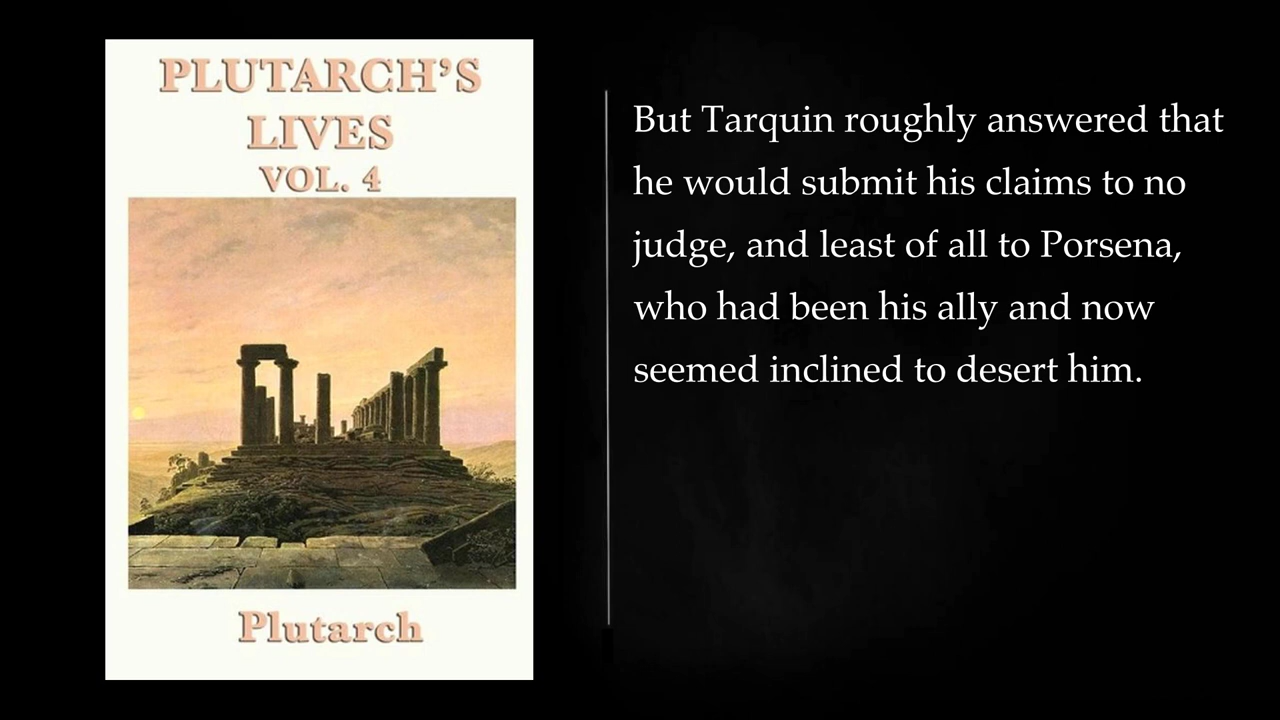 PLUTARCH'S
LIVES
VOL. 4
Plutarch
But Tarquin roughly answered that
he would submit his claims to no
judge, and least of all to Porsena,
who had been his ally and now
seemed inclined to desert him.